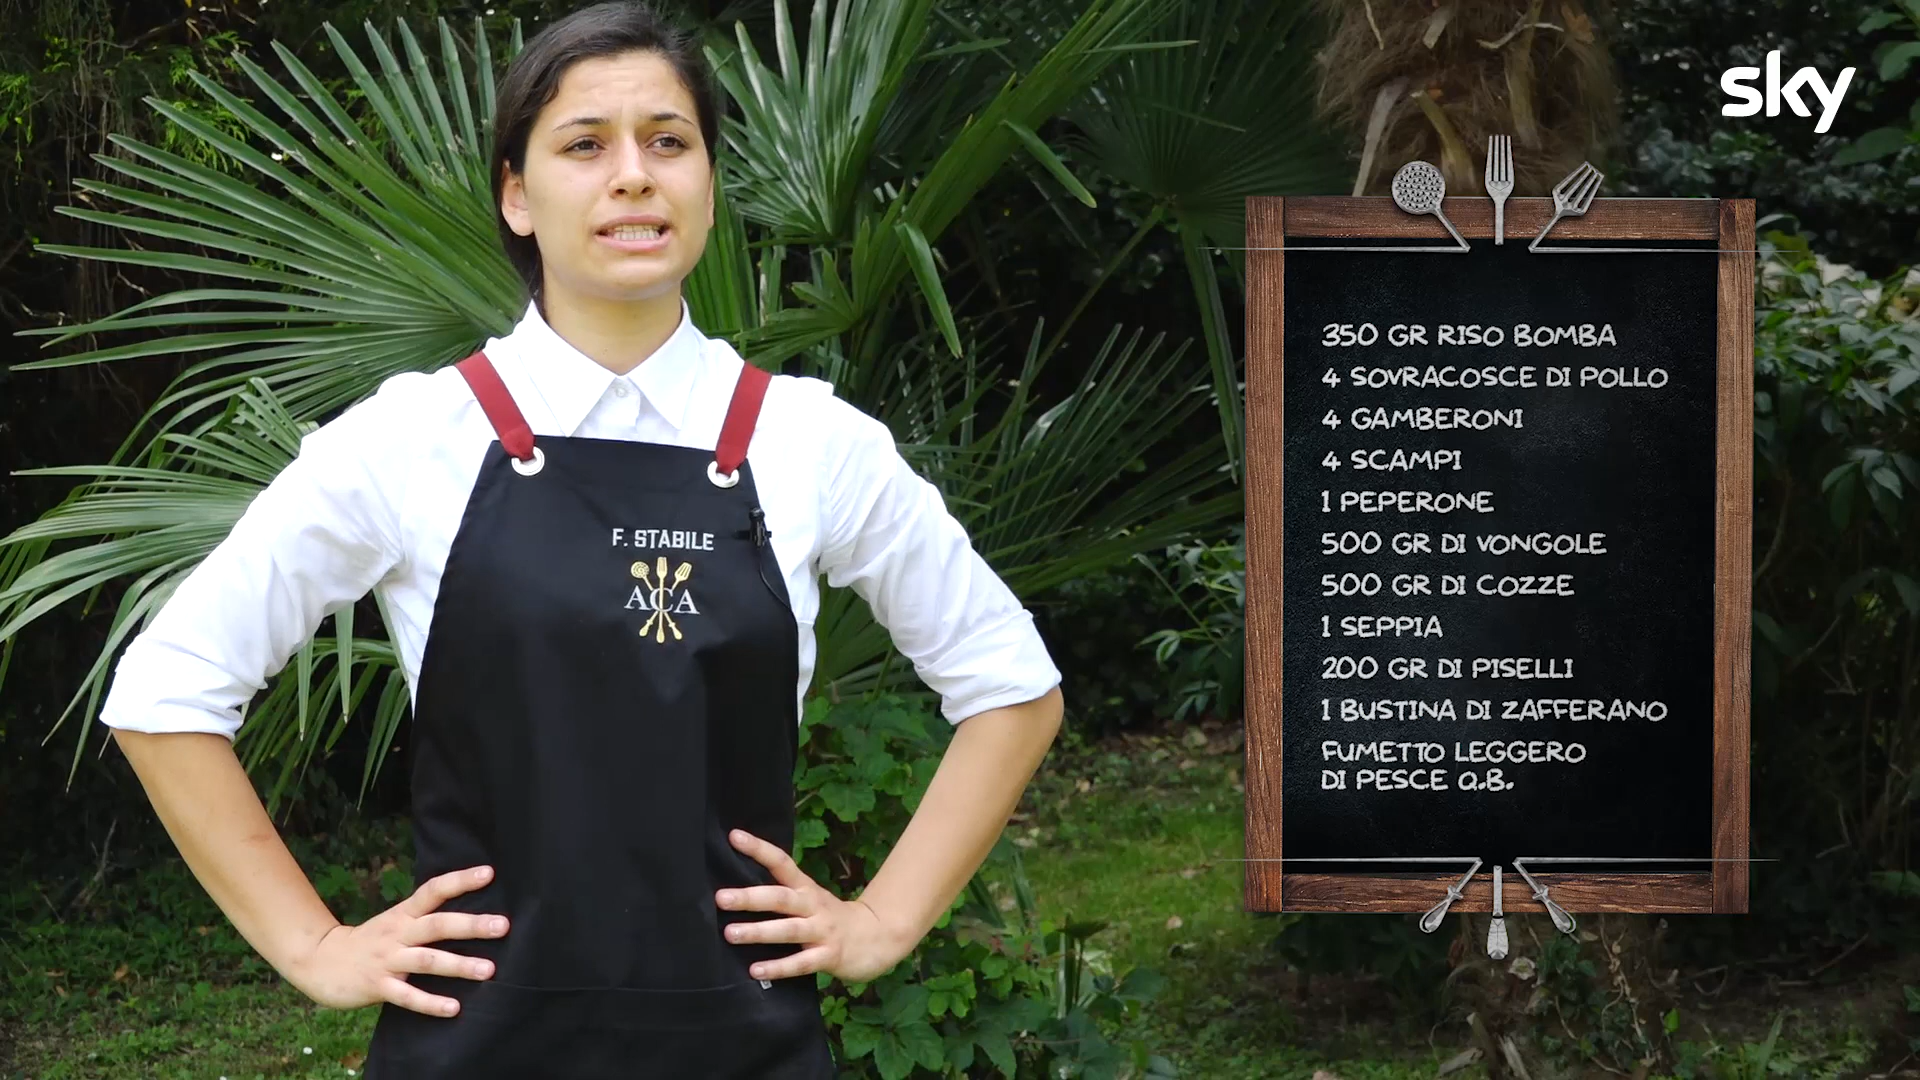 sky
350 GR RISO BOMBA
4 SOVRACOSCE DI POLLO
4 GAMBERONI
4 SCAMPI
1 PEPERONE
500 GR DI VONGOLE
500 GR DI COZZE
1 SEPPIA
200 GR DI PISELLI
1 BUSTINA DI ZAFFERANO
FUMETTO LEGGERO
DI PESCE Q.B.
F. STABILE
ACA